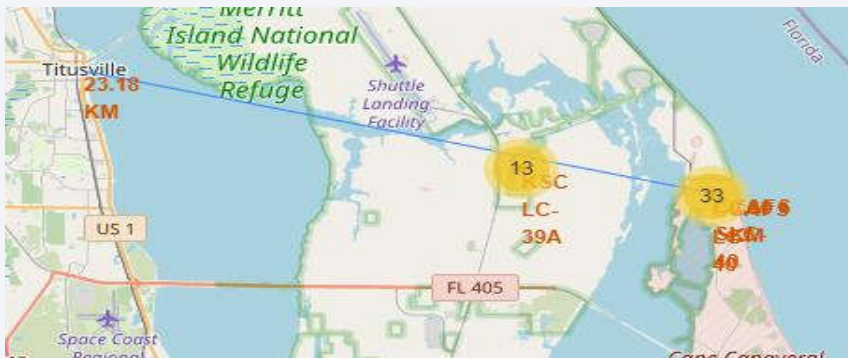 Merritt
Island National
Wildlife
Refuge
Florida
Titusville
23.18
KM
Shuttle
Landing
Facility
13
KSC
LC-
39A
33
40
US 1
FL 405
Space Coast
Regional
Cape Canaveral